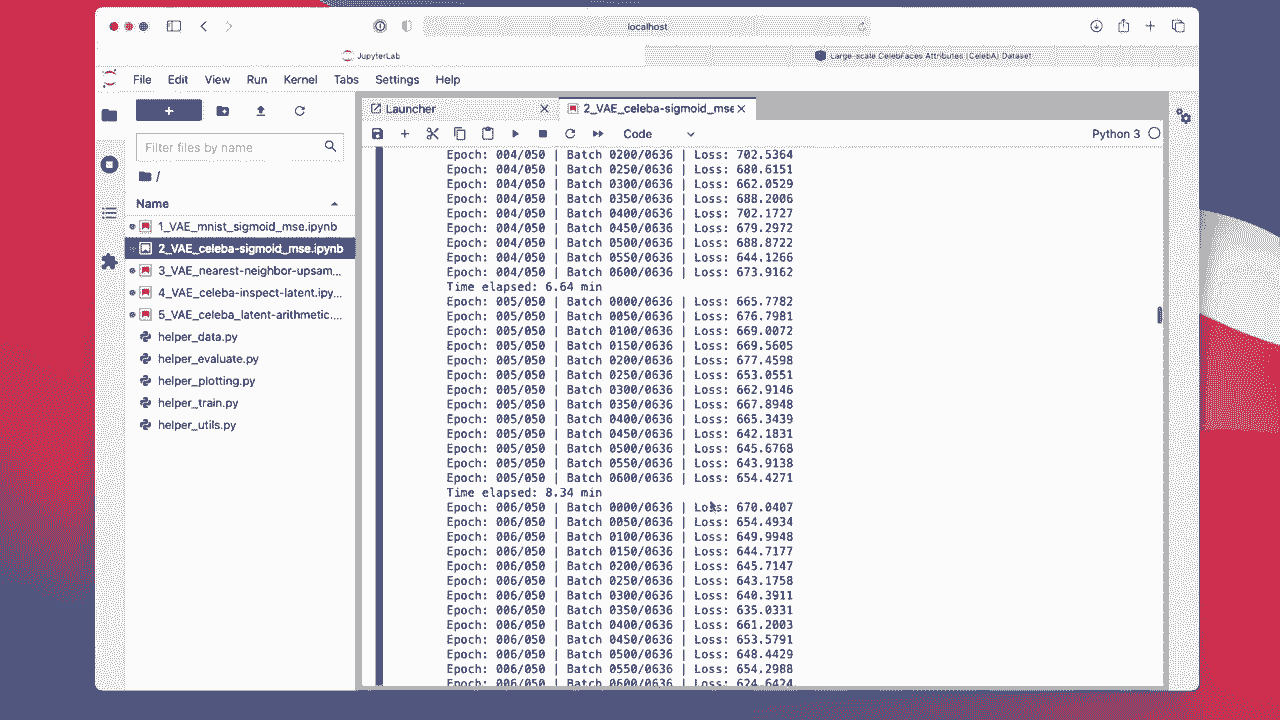 localhost
JupyterLab
Large-scale CelebFaces Attributes (CelebA) Dataset
File Edit View Run Kernel Tabs Settings Help
Launcher
2_VAE_celeba-sigmoid_mse
Code
Python 3
Filter files by name
/
Name
1_VAE_mnist_sigmoid_mse.ipynb
2_VAE_celeba-sigmoid_mse.ipynb
3_VAE_nearest-neighbor-upsam...
4_VAE_celeba-inspect-latent.ipy...
5_VAE_celeba_latent-arithmetic....
helper_data.py
helper_evaluate.py
helper_plotting.py
helper_train.py
helper_utils.py
Epoch: 004/050 | Batch 0200/0636 | Loss: 702.5364
Epoch: 004/050 | Batch 0250/0636 | Loss: 680.6151
Epoch: 004/050 | Batch 0300/0636 | Loss: 662.0529
Epoch: 004/050 | Batch 0350/0636 | Loss: 688.2006
Epoch: 004/050 | Batch 0400/0636 | Loss: 702.1727
Epoch: 004/050 | Batch 0450/0636 | Loss: 679.2972
Epoch: 004/050 | Batch 0500/0636 | Loss: 688.8722
Epoch: 004/050 | Batch 0550/0636 | Loss: 644.1266
Epoch: 004/050 | Batch 0600/0636 | Loss: 673.9162
Time elapsed: 6.64 min
Epoch: 005/050 | Batch 0000/0636 | Loss: 665.7782
Epoch: 005/050 | Batch 0050/0636 | Loss: 676.7981
Epoch: 005/050 | Batch 0100/0636 | Loss: 669.0072
Epoch: 005/050 | Batch 0150/0636 | Loss: 669.5605
Epoch: 005/050 | Batch 0200/0636 | Loss: 677.4598
Epoch: 005/050 | Batch 0250/0636 | Loss: 653.0551
Epoch: 005/050 | Batch 0300/0636 | Loss: 662.9146
Epoch: 005/050 | Batch 0350/0636 | Loss: 667.8948
Epoch: 005/050 | Batch 0400/0636 | Loss: 665.3439
Epoch: 005/050 | Batch 0450/0636 | Loss: 642.1831
Epoch: 005/050 | Batch 0500/0636 | Loss: 645.6768
Epoch: 005/050 | Batch 0550/0636 | Loss: 643.9138
Epoch: 005/050 | Batch 0600/0636 | Loss: 654.4271
Time elapsed: 8.34 min
Epoch: 006/050 | Batch 0000/0636 | Loss: 670.0407
Epoch: 006/050 | Batch 0050/0636 | Loss: 654.4934
Epoch: 006/050 | Batch 0100/0636 | Loss: 649.9948
Epoch: 006/050 | Batch 0150/0636 | Loss: 644.7177
Epoch: 006/050 | Batch 0200/0636 | Loss: 645.7147
Epoch: 006/050 | Batch 0250/0636 | Loss: 643.1758
Epoch: 006/050 | Batch 0300/0636 | Loss: 640.3911
Epoch: 006/050 | Batch 0350/0636 | Loss: 635.0331
Epoch: 006/050 | Batch 0400/0636 | Loss: 661.2003
Epoch: 006/050 | Batch 0450/0636 | Loss: 653.5791
Epoch: 006/050 | Batch 0500/0636 | Loss: 648.4429
Epoch: 006/050 | Batch 0550/0636 | Loss: 654.2988
Epoch: 006/050 | Batch 0600/0636 | Loss: 624.6424